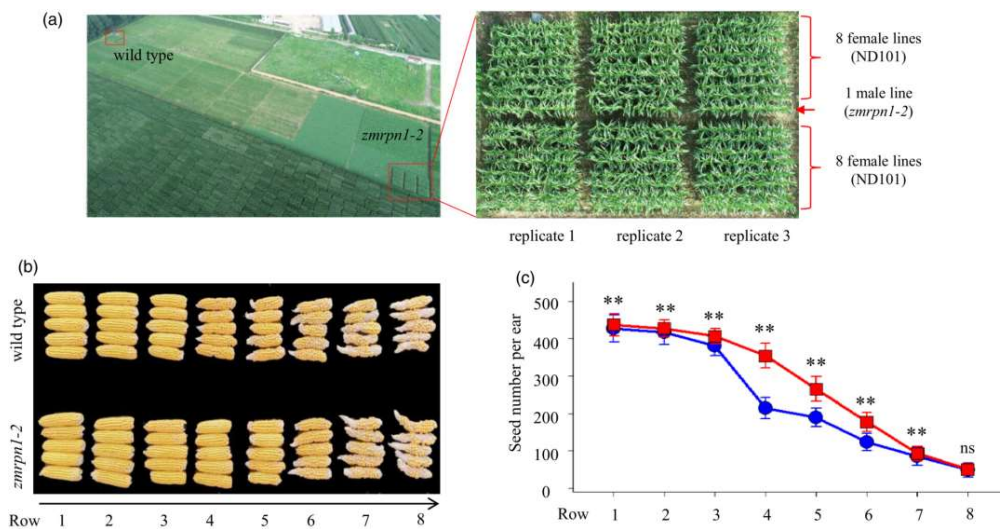 (a)
wild type
zmrpn1-2
8 female lines
(ND101)
1 male line
(zmrpn1-2)
8 female lines
(ND101)
replicate 1 replicate 2 replicate 3
(b)
wild type
zmrpn1-2
Row 1 2 3 4 5 6 7 8
(c)
Seed number per ear
500
400
300
200
100
0
** ** ** ** ** ** ** ns
Row 1 2 3 4 5 6 7 8